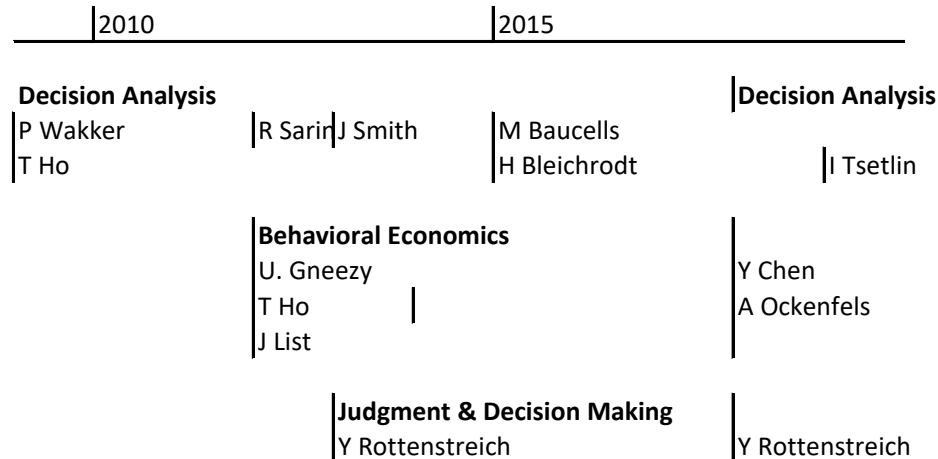 2010 2015
Decision Analysis Decision Analysis
P Wakker R Sarin J Smith M Baucells
T Ho H Bleichrodt I Tsetlin
Behavioral Economics
U. Gneezy Y Chen
T Ho A Ockenfels
J List
Judgment & Decision Making
Y Rottenstreich Y Rottenstreich